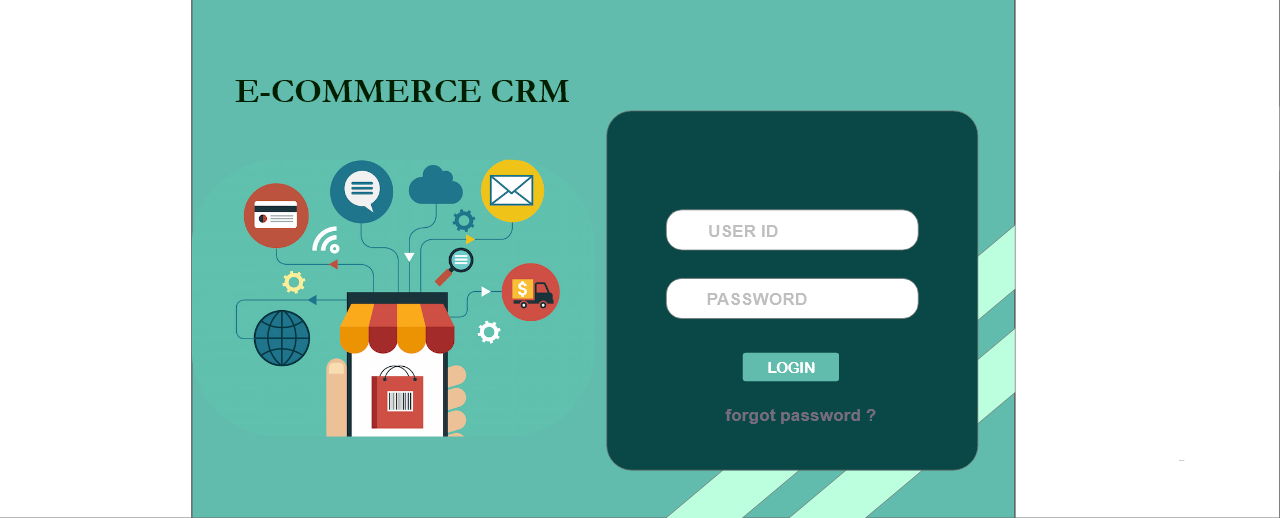 E-COMMERCE CRM
USER ID
$
PASSWORD
LOGIN
forgot password ?